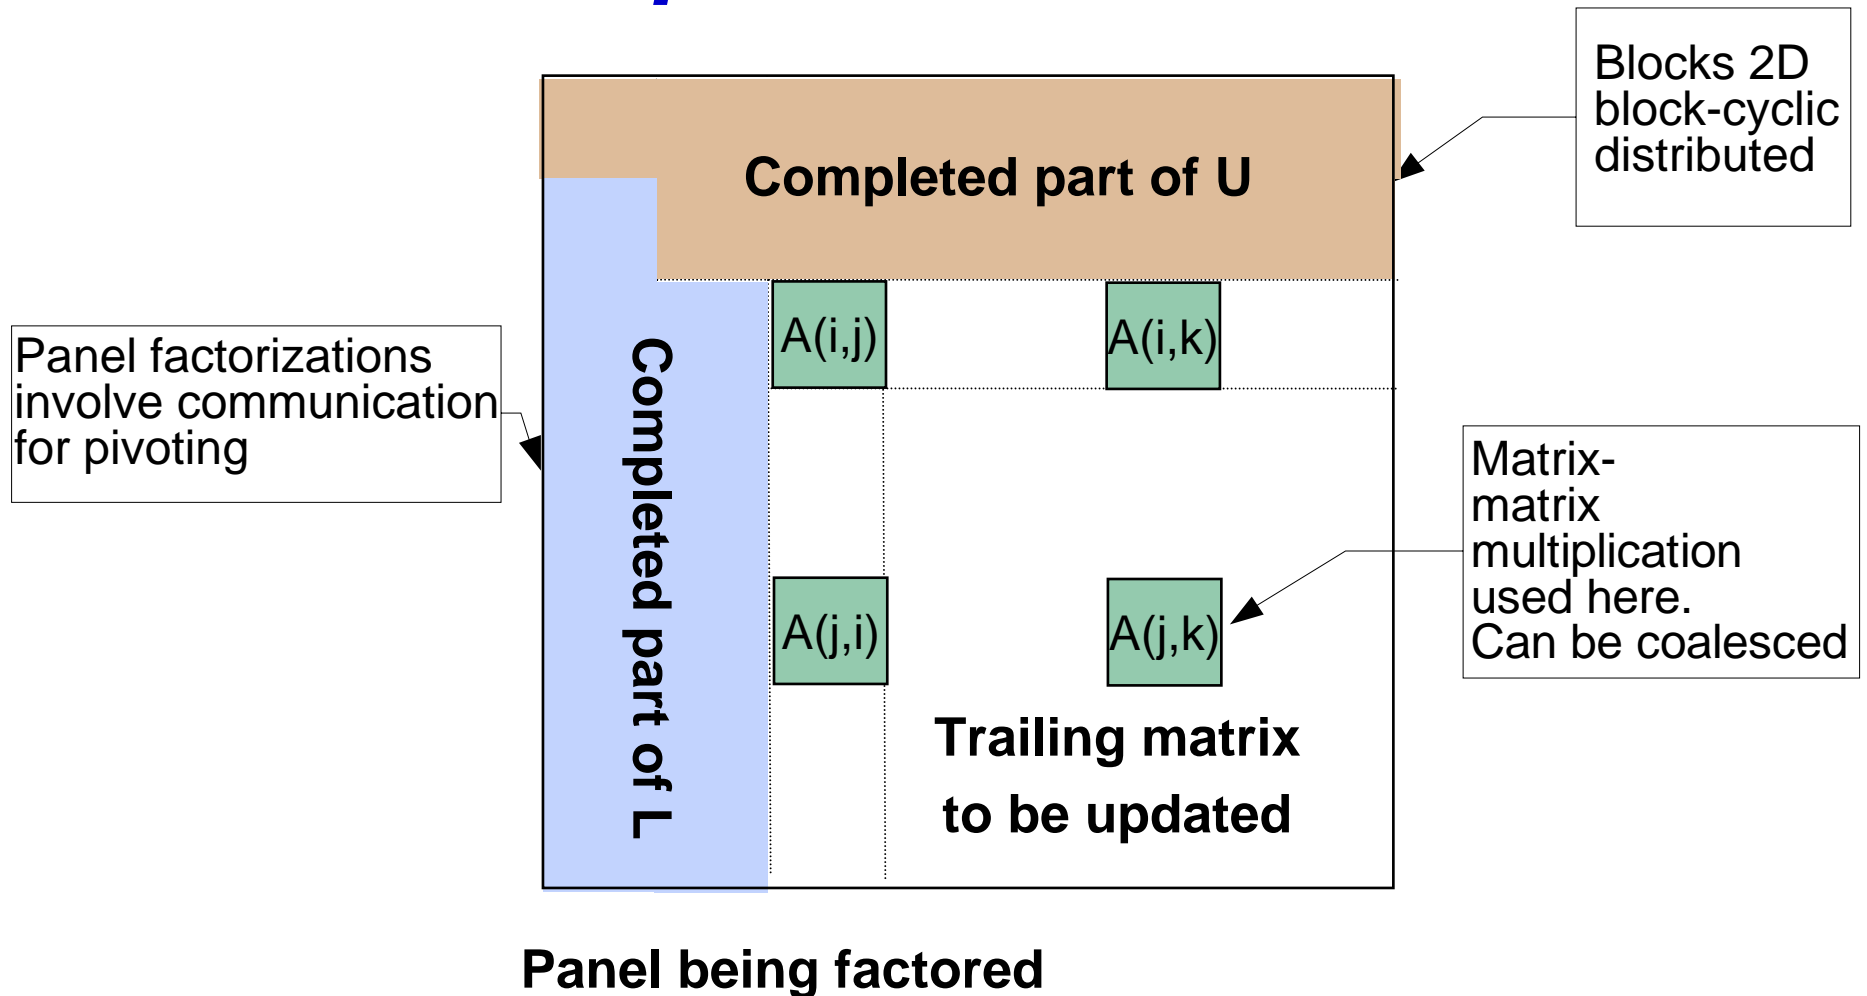 Blocks 2D
block-cyclic
distributed
Completed part of U
Panel factorizations
involve communication
for pivoting
Completed part of L
A(i,j)
A(i,k)
A(j,i)
A(j,k)
Matrix-
matrix
multiplication
used here.
Can be coalesced
Trailing matrix
to be updated
Panel being factored